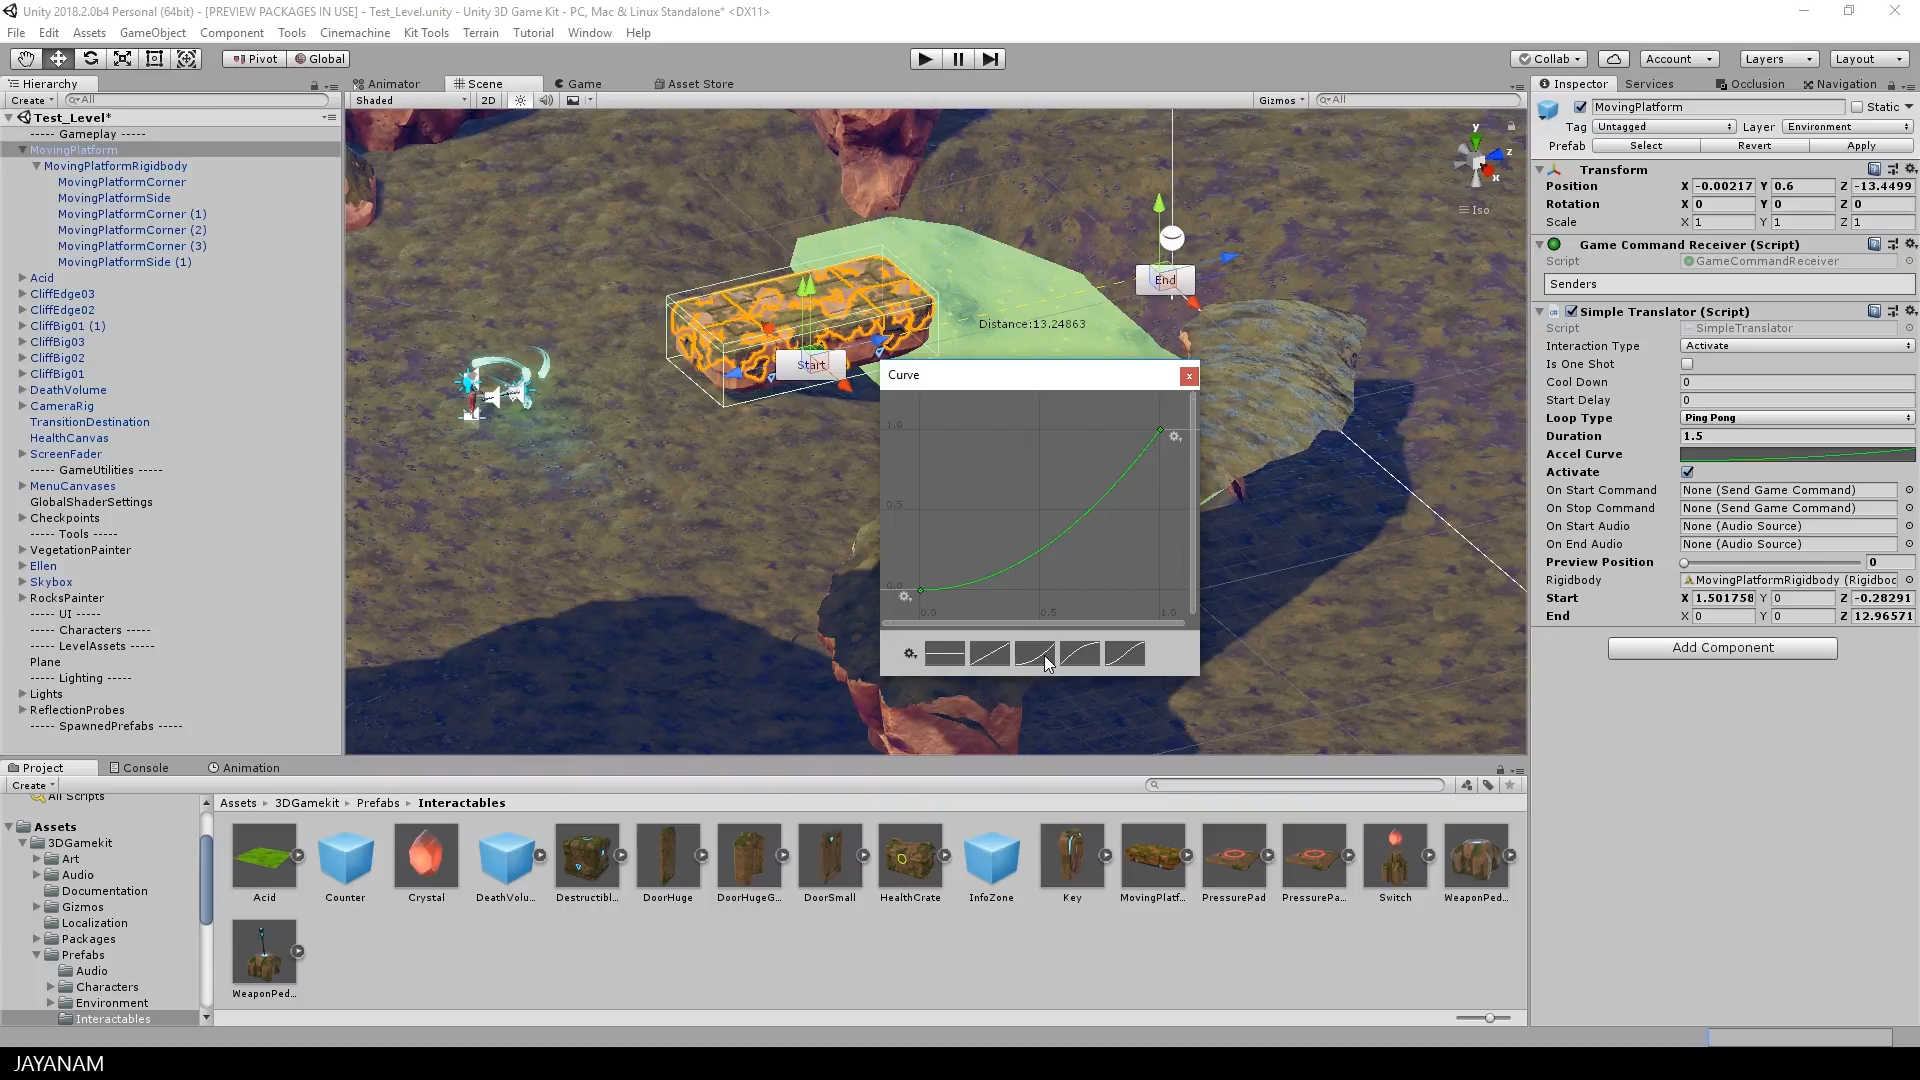 Unity 2018.2.0b4 Personal (64bit) - [PREVIEW PACKAGES IN USE] - Test_Level.unity - Unity 3D Game Kit - PC, Mac & Linux Standalone* <DX11>
File Edit Assets GameObject Component Tools Cinemachine Kit Tools Terrain Tutorial Window Help
Pivot Global Collab Account Layers Layout
Hierarchy Animator Scene Game Asset Store Inspector Services Occlusion Navigation
Create All Shaded 2D Gizmos All
MovingPlatform Static
Tag Untagged Layer Environment
Prefab Select Revert Apply
Test_Level*
----- Gameplay -----
MovingPlatform
MovingPlatformRigidbody
MovingPlatformCorner
MovingPlatformSide
MovingPlatformCorner (1)
MovingPlatformCorner (2)
MovingPlatformCorner (3)
MovingPlatformSide (1)
Acid
CliffEdge03
CliffEdge02
CliffBig01 (1)
CliffBig03
CliffBig02
CliffBig01
DeathVolume
CameraRig
TransitionDestination
HealthCanvas
ScreenFader
----- GameUtilities -----
MenuCanvases
GlobalShaderSettings
Checkpoints
----- Tools -----
VegetationPainter
Ellen
Skybox
RocksPainter
----- UI -----
----- Characters -----
----- LevelAssets -----
Plane
----- Lighting -----
Lights
ReflectionProbes
----- SpawnedPrefabs -----
y
z
x
Iso
End
Distance:13.24863
Start
Curve
1.0
0.5
0.0
0.0 0.5 1.0
Transform
Position X -0.00217 Y 0.6 Z -13.4499
Rotation X 0 Y 0 Z 0
Scale X 1 Y 1 Z 1
Game Command Receiver (Script)
Script GameCommandReceiver
Senders
Simple Translator (Script)
Script SimpleTranslator
Interaction Type Activate
Is One Shot
Cool Down 0
Start Delay 0
Loop Type Ping Pong
Duration 1.5
Accel Curve
Activate
On Start Command None (Send Game Command)
On Stop Command None (Send Game Command)
On Start Audio None (Audio Source)
On End Audio None (Audio Source)
Preview Position 0
Rigidbody MovingPlatformRigidbody (Rigidboc
Start X 1.501758 Y 0 Z -0.28291
End X 0 Y 0 Z 12.96571
Add Component
Project Console Animation
Create
All Scripts
Assets
3DGamekit
Art
Audio
Documentation
Gizmos
Localization
Packages
Prefabs
Audio
Characters
Environment
Interactables
Assets 3DGamekit Prefabs Interactables
Acid Counter Crystal DeathVolu... Destructibl... DoorHuge DoorHugeG... DoorSmall HealthCrate InfoZone Key MovingPlatf... PressurePad PressurePa... Switch WeaponPed...
WeaponPed...
JAYANAM